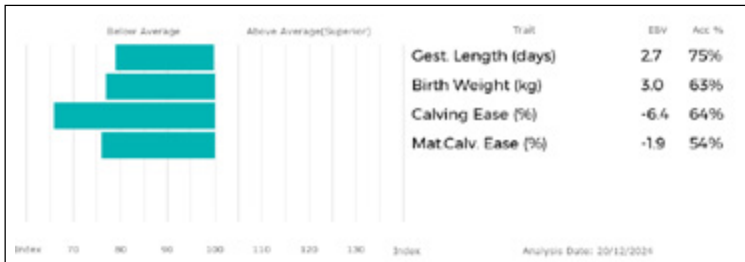 Below Average Above Average(Superior) Trait EBV Acc %
Gest. Length (days) 2.7 75%
Birth Weight (kg) 3.0 63%
Calving Ease (%) -6.4 64%
Mat.Calv. Ease (%) -1.9 54%
Index 70 80 90 100 110 120 130 Index Analysis Date: 20/12/2024